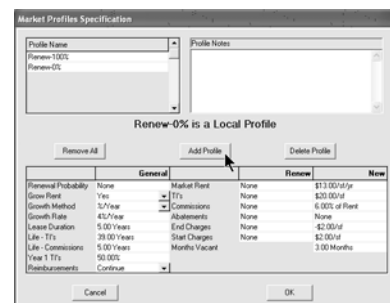 Market Profiles Specification
Profile Name
Profile Notes
Renew-100%
Renew-0%
Renew-0% is a Local Profile
Remove All
Add Profile
Delete Profile
General Renew New
Renewal Probability None Market Rent None $13.00/sf/yr
Grow Rent Yes TI's None $20.00/sf
Growth Method %/Year Commissions None 6.00% of Rent
Growth Rate 4%/Year Abatements None None
Lease Duration 5.00 Years End Charges None -$2.00/sf
Life - TI's 39.00 Years Start Charges None $2.00/sf
Life - Commissions 5.00 Years Months Vacant 3.00 Months
Year 1 TI's 50.00%
Reimbursements Continue
Cancel
OK